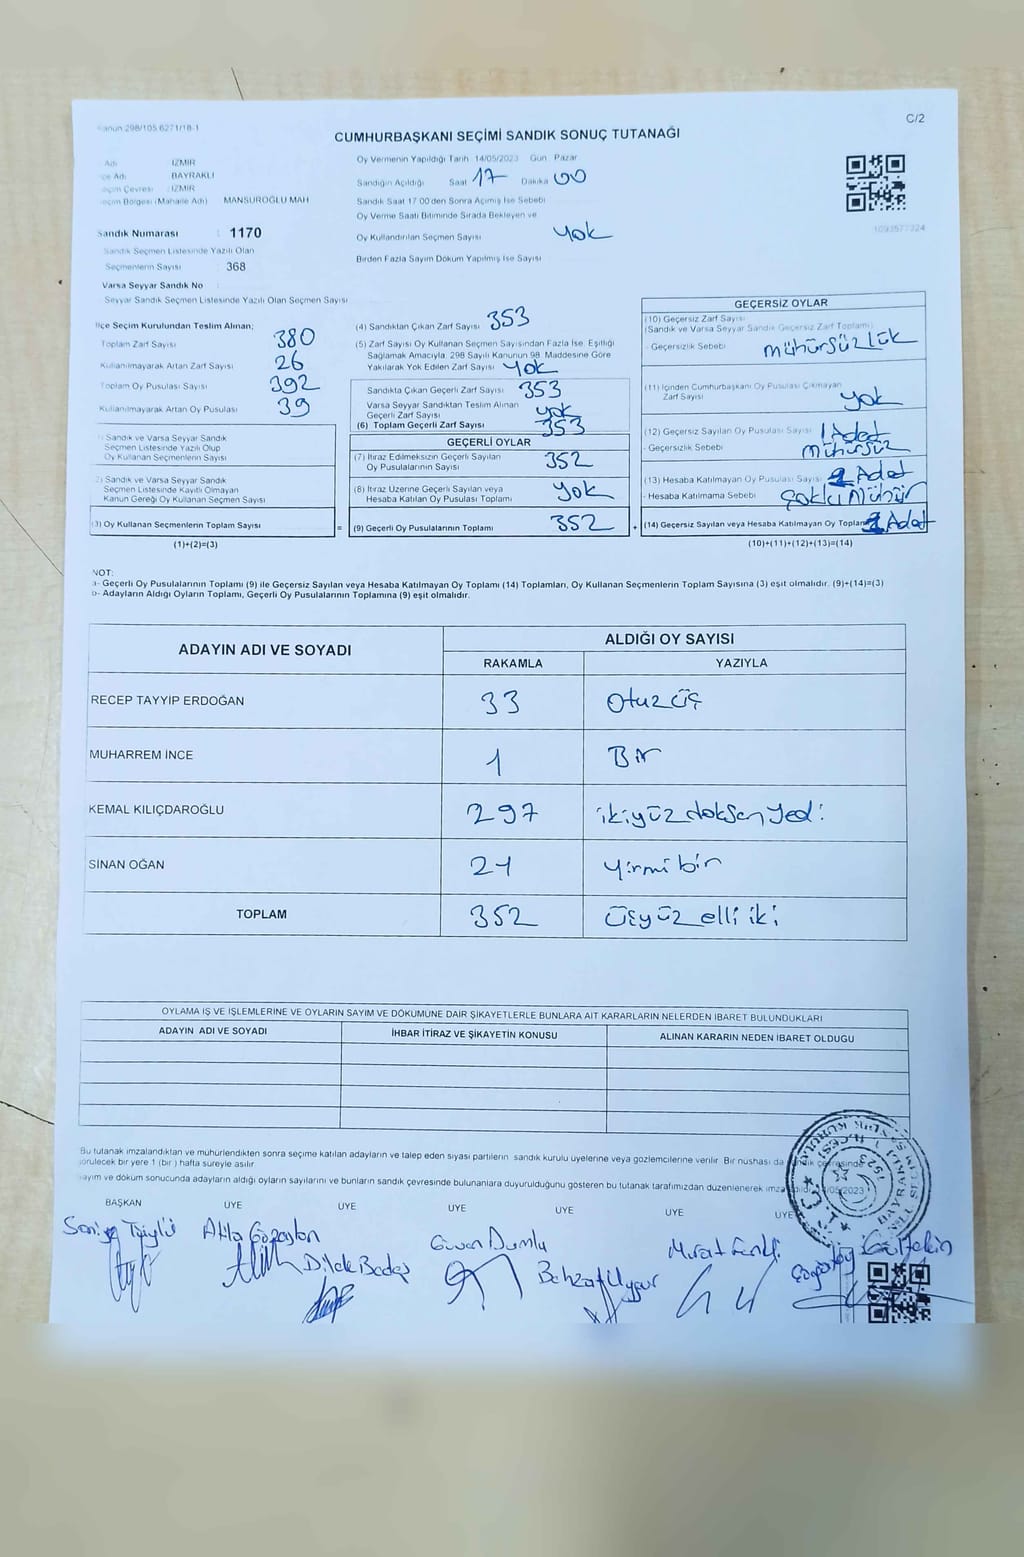 Kanun 298/105 6271/18-1
C/2
CUMHURBAŞKANI SEÇİMİ SANDIK SONUÇ TUTANAĞI
Adı İZMİR
İlçe Adı BAYRAKLI
Seçim Çevresi : İZMİR
Seçim Bölgesi (Mahalle Adı) MANSUROĞLU MAH
Sandık Numarası : 1170
Sandık Seçmen Listesinde Yazılı Olan
Seçmenlerin Sayısı : 368
Varsa Seyyar Sandık No
Seyyar Sandık Seçmen Listesinde Yazılı Olan Seçmen Sayısı
Oy Vermenin Yapıldığı Tarih 14/05/2023 Gün Pazar
Sandığın Açıldığı Saat 17 Dakika 00
Sandık Saat 17 00'den Sonra Açılmış İse Sebebi
Oy Verme Saati Bitiminde Sırada Bekleyen ve
Oy Kullandırılan Seçmen Sayısı yok
Birden Fazla Sayım Döküm Yapılmış İse Sayısı
1093577324
İlçe Seçim Kurulundan Teslim Alınan;
Toplam Zarf Sayısı 380
Kullanılmayarak Artan Zarf Sayısı 26
Toplam Oy Pusulası Sayısı 392
Kullanılmayarak Artan Oy Pusulası 39
1) Sandık ve Varsa Seyyar Sandık
Seçmen Listesinde Yazılı Olup
Oy Kullanan Seçmenlerin Sayısı
2) Sandık ve Varsa Seyyar Sandık
Seçmen Listesinde Kayıtlı Olmayan
Kanun Gereği Oy Kullanan Seçmen Sayısı
(3) Oy Kullanan Seçmenlerin Toplam Sayısı
=
(1)+(2)=(3)
(4) Sandıktan Çıkan Zarf Sayısı 353
(5) Zarf Sayısı Oy Kullanan Seçmen Sayısından Fazla İse; Eşitliği
Sağlamak Amacıyla, 298 Sayılı Kanunun 98. Maddesine Göre
Yakılarak Yok Edilen Zarf Sayısı yok
Sandıkta Çıkan Geçerli Zarf Sayısı 353
Varsa Seyyar Sandıktan Teslim Alınan
Geçerli Zarf Sayısı yok
(6) Toplam Geçerli Zarf Sayısı 353
GEÇERLİ OYLAR
(7) İtiraz Edilmeksizin Geçerli Sayılan
Oy Pusulalarının Sayısı 352
(8) İtiraz Üzerine Geçerli Sayılan veya
Hesaba Katılan Oy Pusulası Toplamı yok
(9) Geçerli Oy Pusulalarının Toplamı 352
+
GEÇERSİZ OYLAR
(10) Geçersiz Zarf Sayısı
(Sandık ve Varsa Seyyar Sandık Geçersiz Zarf Toplamı)
- Geçersizlik Sebebi mühürsüzlük
(11) İçinden Cumhurbaşkanı Oy Pusulası Çıkmayan
Zarf Sayısı yok
(12) Geçersiz Sayılan Oy Pusulası Sayısı 1 Adet
- Geçersizlik Sebebi mühürsüz
(13) Hesaba Katılmayan Oy Pusulası Sayısı Adet
- Hesaba Katılmama Sebebi Çoklu mühür
(14) Geçersiz Sayılan veya Hesaba Katılmayan Oy Toplamı Adet
(10)+(11)+(12)+(13)=(14)
NOT:
a- Geçerli Oy Pusulalarının Toplamı (9) ile Geçersiz Sayılan veya Hesaba Katılmayan Oy Toplamı (14) Toplamları, Oy Kullanan Seçmenlerin Toplam Sayısına (3) eşit olmalıdır. (9)+(14)=(3)
b- Adayların Aldığı Oyların Toplamı, Geçerli Oy Pusulalarının Toplamına (9) eşit olmalıdır.
ADAYIN ADI VE SOYADI ALDIĞI OY SAYISI
RAKAMLA YAZIYLA
RECEP TAYYİP ERDOĞAN 33 Otuzüç
MUHARREM İNCE 1 Bir
KEMAL KILIÇDAROĞLU 297 ikiyüzdoksanyedi
SİNAN OĞAN 21 yirmi bir
TOPLAM 352 Üçyüz elli iki
OYLAMA İŞ VE İŞLEMLERİNE VE OYLARIN SAYIM VE DÖKÜMÜNE DAİR ŞİKAYETLERLE BUNLARA AİT KARARLARIN NELERDEN İBARET BULUNDUKLARI
ADAYIN ADI VE SOYADI İHBAR İTİRAZ VE ŞİKAYETİN KONUSU ALINAN KARARIN NEDEN İBARET OLDUĞU
Bu tutanak imzalandıktan ve mühürlendikten sonra seçime katılan adayların ve talep eden siyasi partilerin sandık kurulu üyelerine veya gözlemcilerine verilir. Bir nüshası da sandık çevresinde
görülecek bir yere 1 (bir ) hafta süreyle asılır
Sayım ve döküm sonucunda adayların aldığı oyların sayılarını ve bunların sandık çevresinde bulunanlara duyurulduğunu gösteren bu tutanak tarafımızdan düzenlenerek imza edildi. /05/2023
BAŞKAN ÜYE ÜYE ÜYE ÜYE ÜYE ÜYE
Atila Gözaslan
Dilek Badeş
Güven Dumlu
Behzat Uygur
Murat
Gültekin